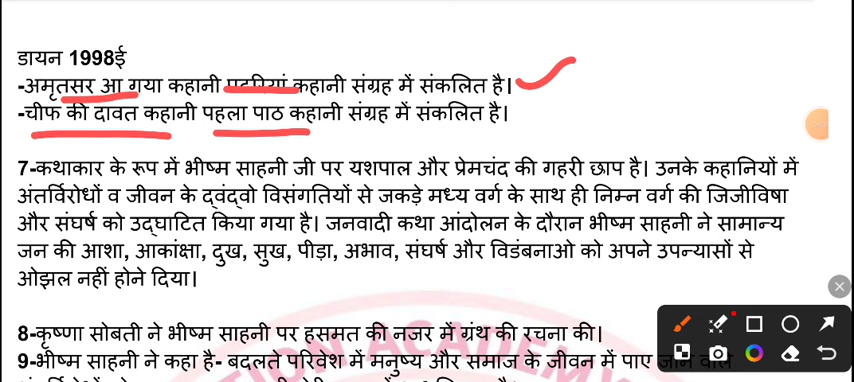 डायन 1998ई
-अमृतसर आ गया कहानी पटरियां कहानी संग्रह में संकलित है।
-चीफ की दावत कहानी पहला पाठ कहानी संग्रह में संकलित है।
7-कथाकार के रूप में भीष्म साहनी जी पर यशपाल और प्रेमचंद की गहरी छाप है। उनके कहानियों में
अंतर्विरोधों व जीवन के द्वंद्वो विसंगतियों से जकड़े मध्य वर्ग के साथ ही निम्न वर्ग की जिजीविषा
और संघर्ष को उद्घाटित किया गया है। जनवादी कथा आंदोलन के दौरान भीष्म साहनी ने सामान्य
जन की आशा, आकांक्षा, दुख, सुख, पीड़ा, अभाव, संघर्ष और विडंबनाओ को अपने उपन्यासों से
ओझल नहीं होने दिया।
8-कृष्णा सोबती ने भीष्म साहनी पर हसमत की नजर में ग्रंथ की रचना की।
9-भीष्म साहनी ने कहा है- बदलते परिवेश में मनुष्य और समाज के जीवन में पाए जाने वाले